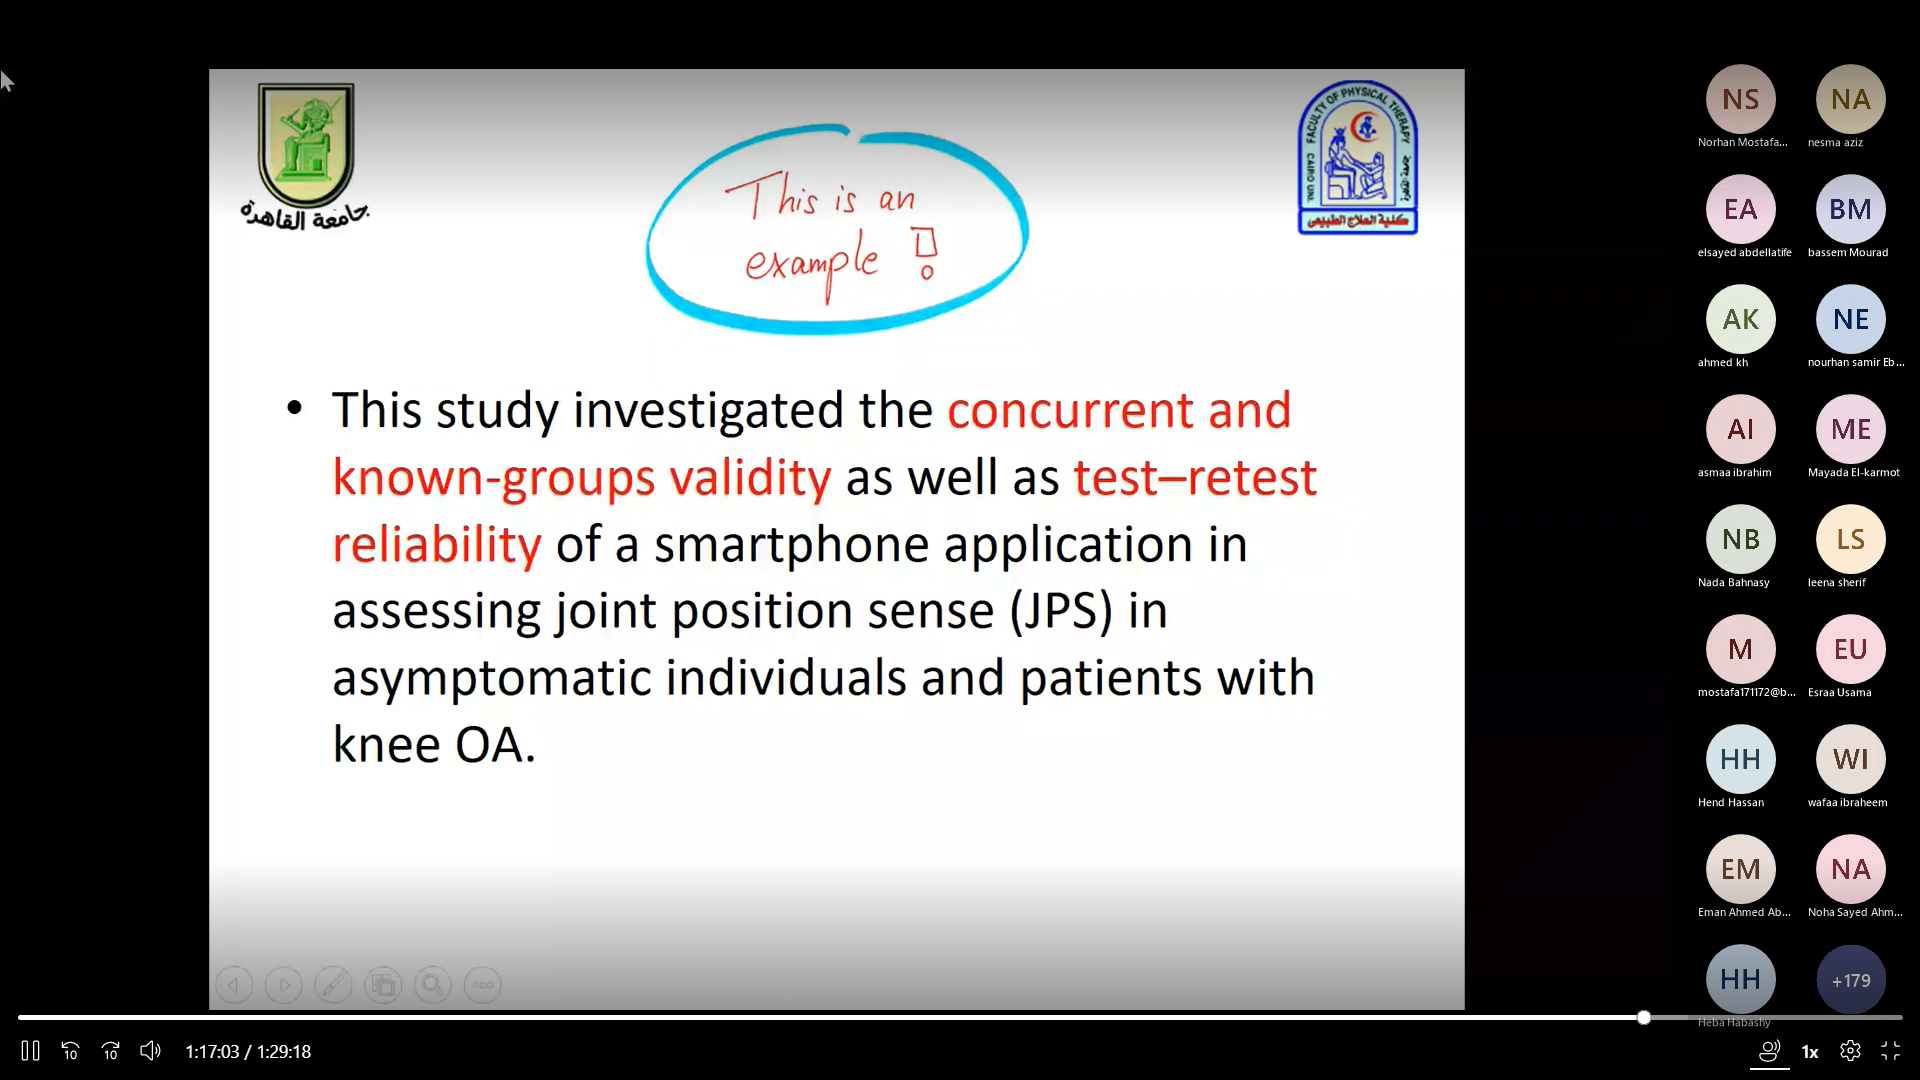 جامعة القاهرة
FACULTY OF PHYSICAL THERAPY
CAIRO UNI.
جامعة القاهرة
كلية العلاج الطبيعى
This is an
example !
• This study investigated the concurrent and
known-groups validity as well as test–retest
reliability of a smartphone application in
assessing joint position sense (JPS) in
asymptomatic individuals and patients with
knee OA.
NS
Norhan Mostafa...
NA
nesma aziz
EA
elsayed abdellatife
BM
bassem Mourad
AK
ahmed kh
NE
nourhan samir Eb...
AI
asmaa ibrahim
ME
Mayada El-karmot
NB
Nada Bahnasy
LS
leena sherif
M
mostafa171172@b...
EU
Esraa Usama
HH
Hend Hassan
WI
wafaa ibraheem
EM
Eman Ahmed Ab...
NA
Noha Sayed Ahm...
HH
Heba Habashy
+179
10
10
1:17:03 / 1:29:18
1x